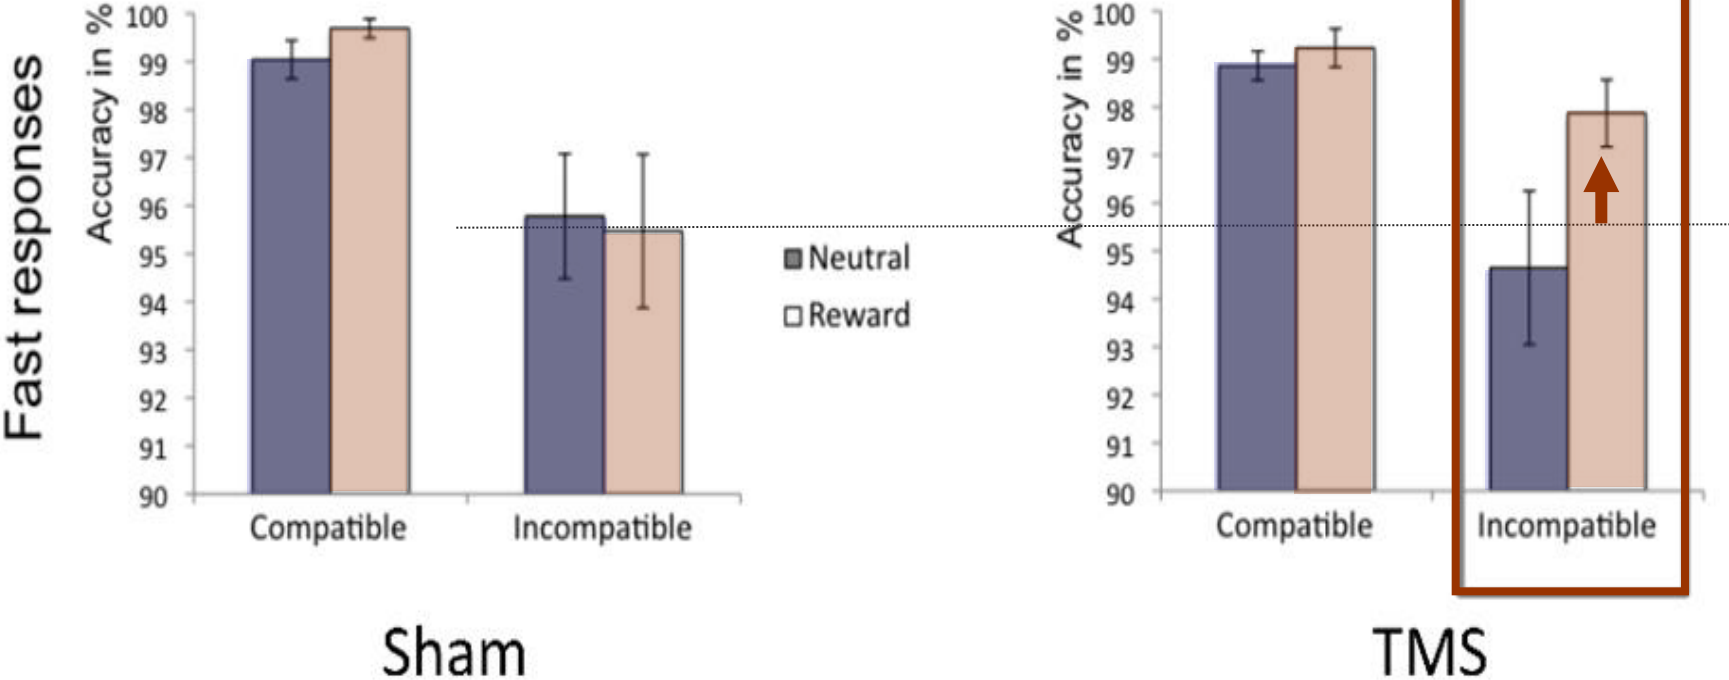 Fast responses
Accuracy in %
100
99
98
97
96
95
94
93
92
91
90
Compatible Incompatible
Sham
Neutral
Reward
Accuracy in %
100
99
98
97
96
95
94
93
92
91
90
Compatible Incompatible
TMS